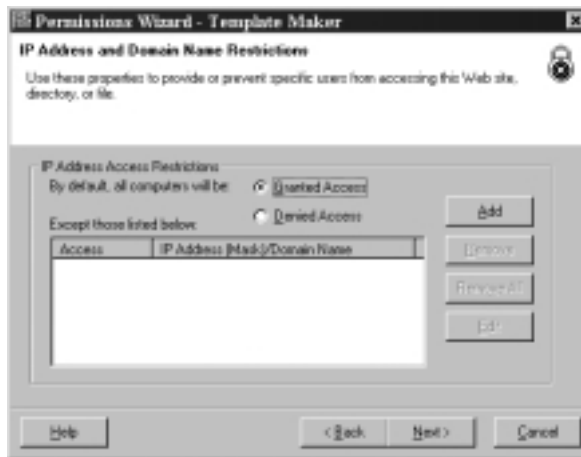 Permissions Wizard - Template Maker
IP Address and Domain Name Restrictions
Use these properties to provide or prevent specific users from accessing this Web site,
directory, or file.
IP Address Access Restrictions
By default, all computers will be:
Granted Access
Denied Access
Except those listed below:
Access
IP Address (Mask)/Domain Name
Add
Remove
Remove All
Edit
Help
< Back
Next >
Cancel